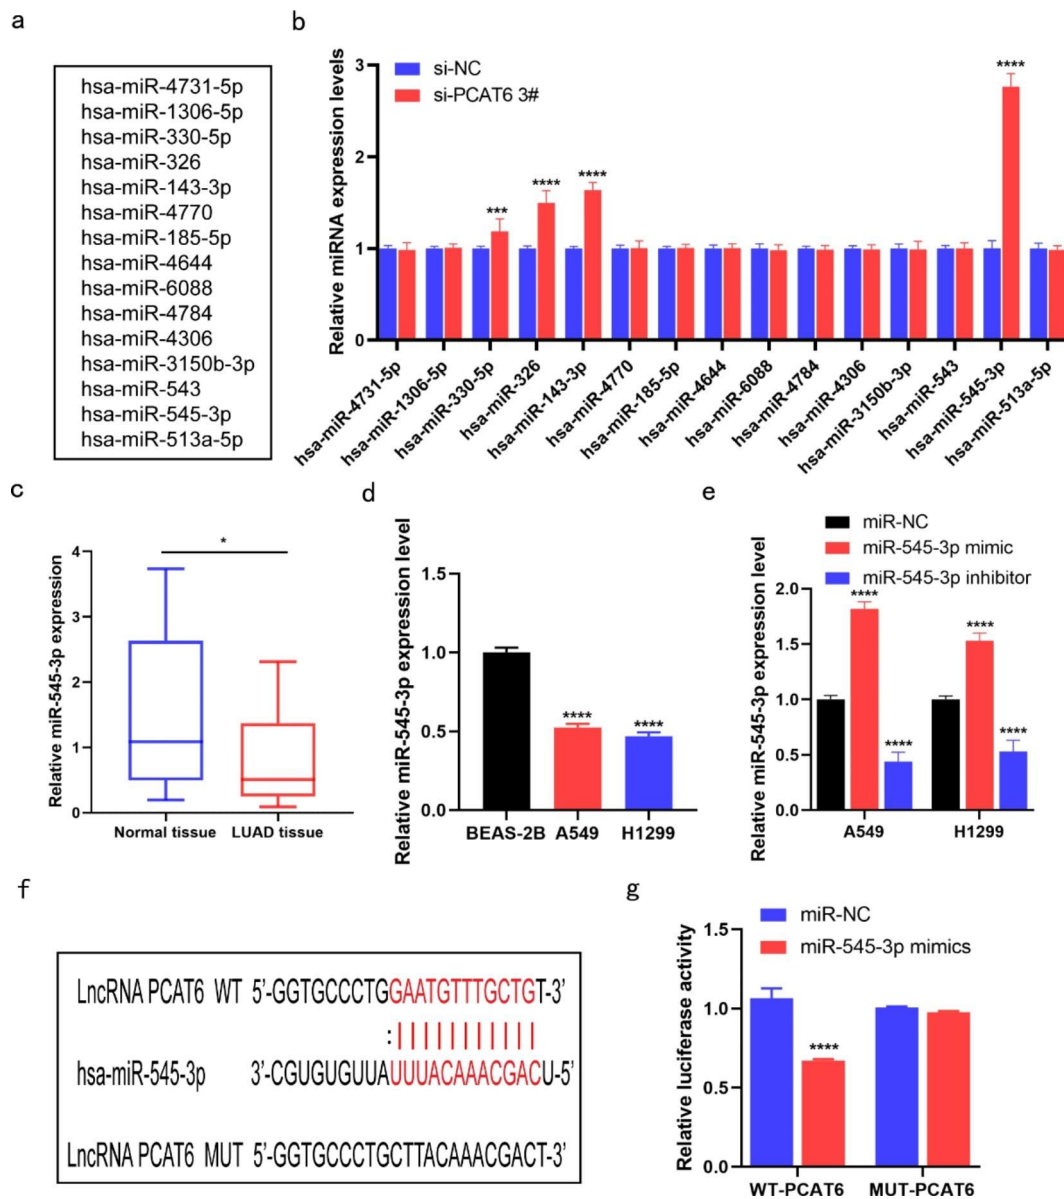 a
hsa-miR-4731-5p
hsa-miR-1306-5p
hsa-miR-330-5p
hsa-miR-326
hsa-miR-143-3p
hsa-miR-4770
hsa-miR-185-5p
hsa-miR-4644
hsa-miR-6088
hsa-miR-4784
hsa-miR-4306
hsa-miR-3150b-3p
hsa-miR-543
hsa-miR-545-3p
hsa-miR-513a-5p
b
Relative miRNA expression levels
3
2
1
0
si-NC
si-PCAT6 3#
***
****
****
****
hsa-miR-4731-5p
hsa-miR-1306-5p
hsa-miR-330-5p
hsa-miR-326
hsa-miR-143-3p
hsa-miR-4770
hsa-miR-185-5p
hsa-miR-4644
hsa-miR-6088
hsa-miR-4784
hsa-miR-4306
hsa-miR-3150b-3p
hsa-miR-543
hsa-miR-545-3p
hsa-miR-513a-5p
c
Relative miR-545-3p expression
4
3
2
1
0
*
Normal tissue LUAD tissue
d
Relative miR-545-3p expression level
1.5
1.0
0.5
0.0
****
****
BEAS-2B A549 H1299
e
Relative miR-545-3p expression level
miR-NC
miR-545-3p mimic
miR-545-3p inhibitor
2.0
1.5
1.0
0.5
0.0
****
****
****
****
A549 H1299
f
LncRNA PCAT6 WT 5'-GGTGCCCTGGAATGTTTGCTGT-3'
:|||||||||||
hsa-miR-545-3p 3'-CGUGUGUUAUUUACAAACGACU-5'
LncRNA PCAT6 MUT 5'-GGTGCCCTGCTTACAAACGACT-3'
g
Relative luciferase activity
miR-NC
miR-545-3p mimics
1.5
1.0
0.5
0.0
****
WT-PCAT6 MUT-PCAT6